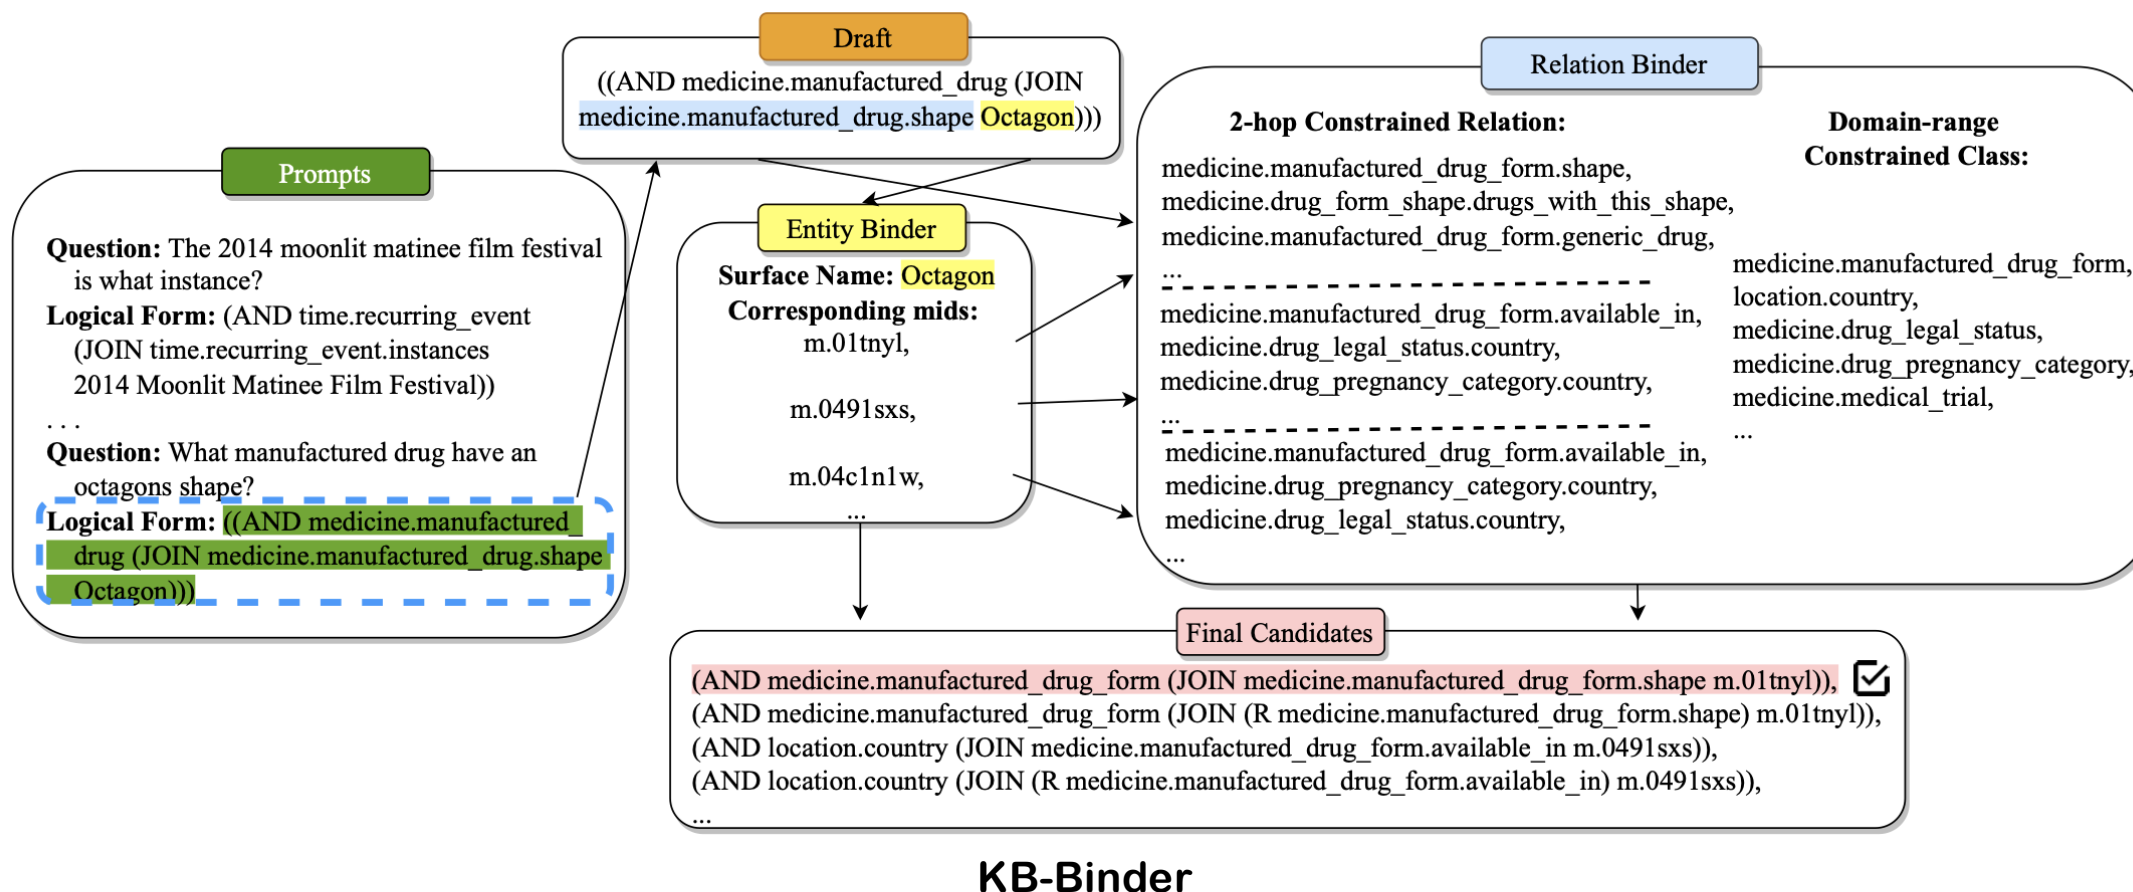 Draft
((AND medicine.manufactured_drug (JOIN
medicine.manufactured_drug.shape Octagon)))
Prompts
Question: The 2014 moonlit matinee film festival
is what instance?
Logical Form: (AND time.recurring_event
(JOIN time.recurring_event.instances
2014 Moonlit Matinee Film Festival))
. . .
Question: What manufactured drug have an
octagons shape?
Logical Form: ((AND medicine.manufactured_
drug (JOIN medicine.manufactured_drug.shape
Octagon)))
Entity Binder
Surface Name: Octagon
Corresponding mids:
m.01tnyl,
m.0491sxs,
m.04c1n1w,
...
Relation Binder
2-hop Constrained Relation:
medicine.manufactured_drug_form.shape,
medicine.drug_form_shape.drugs_with_this_shape,
medicine.manufactured_drug_form.generic_drug,
...
medicine.manufactured_drug_form.available_in,
medicine.drug_legal_status.country,
medicine.drug_pregnancy_category.country,
...
medicine.manufactured_drug_form.available_in,
medicine.drug_pregnancy_category.country,
medicine.drug_legal_status.country,
...
Domain-range
Constrained Class:
medicine.manufactured_drug_form,
location.country,
medicine.drug_legal_status,
medicine.drug_pregnancy_category,
medicine.medical_trial,
...
Final Candidates
(AND medicine.manufactured_drug_form (JOIN medicine.manufactured_drug_form.shape m.01tnyl)),
(AND medicine.manufactured_drug_form (JOIN (R medicine.manufactured_drug_form.shape) m.01tnyl)),
(AND location.country (JOIN medicine.manufactured_drug_form.available_in m.0491sxs)),
(AND location.country (JOIN (R medicine.manufactured_drug_form.available_in) m.0491sxs)),
...
KB-Binder